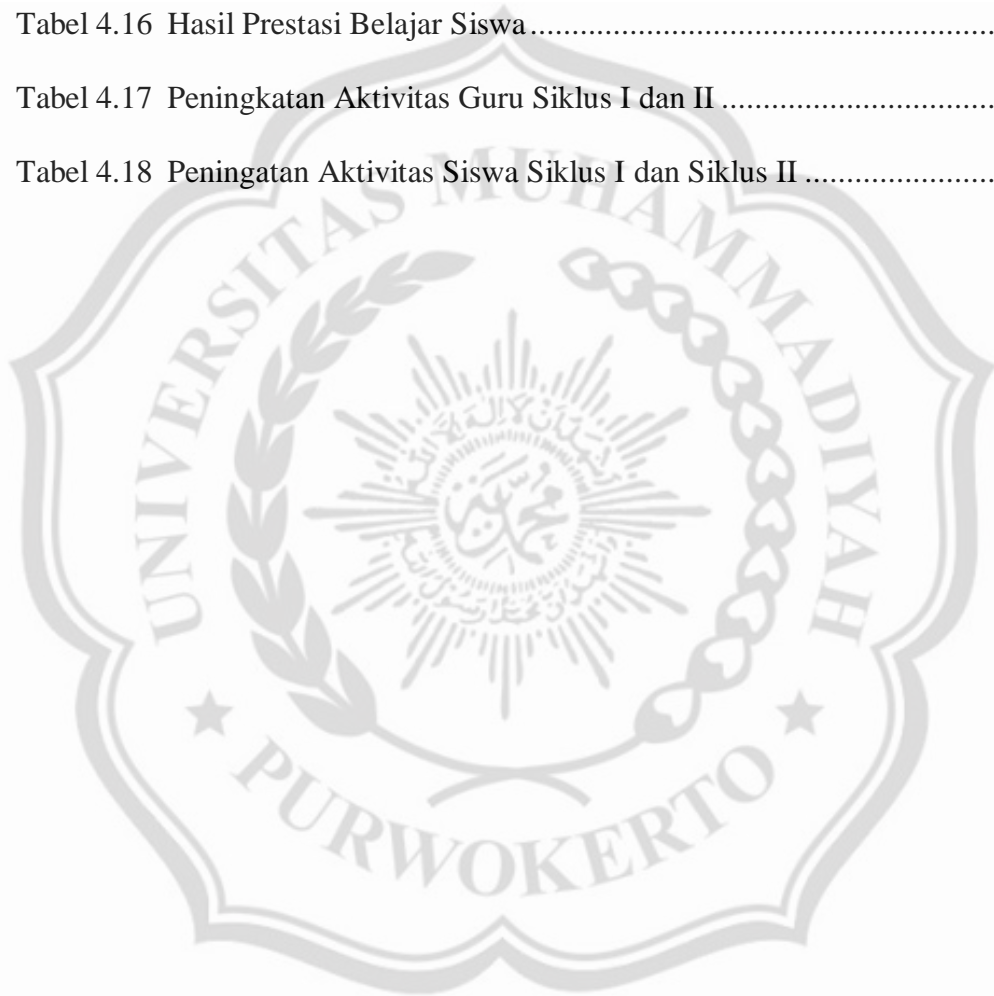 Tabel 4.16 Hasil Prestasi Belajar Siswa.........................................................
Tabel 4.17 Peningkatan Aktivitas Guru Siklus I dan II .................................
Tabel 4.18 Peningatan Aktivitas Siswa Siklus I dan Siklus II .......................
UNIVERSITAS MUHAMMADIYAH
PURWOKERTO